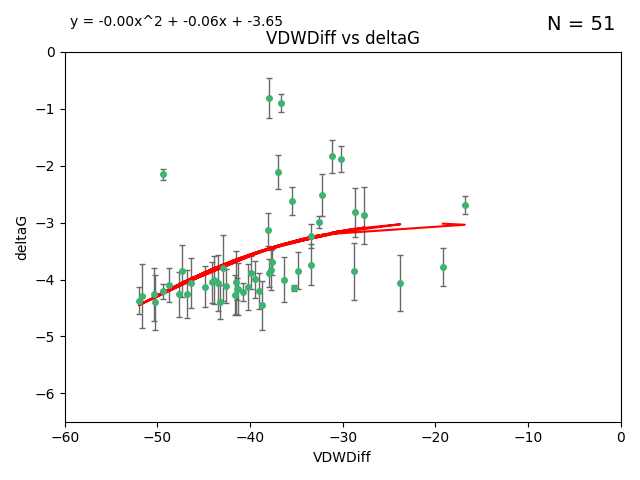 y = -0.00x^2 + -0.06x + -3.65
N = 51
VDWDiff vs deltaG
0
−1
−2
−3
−4
−5
−6
deltaG
−60
−50
−40
−30
−20
−10
0
VDWDiff